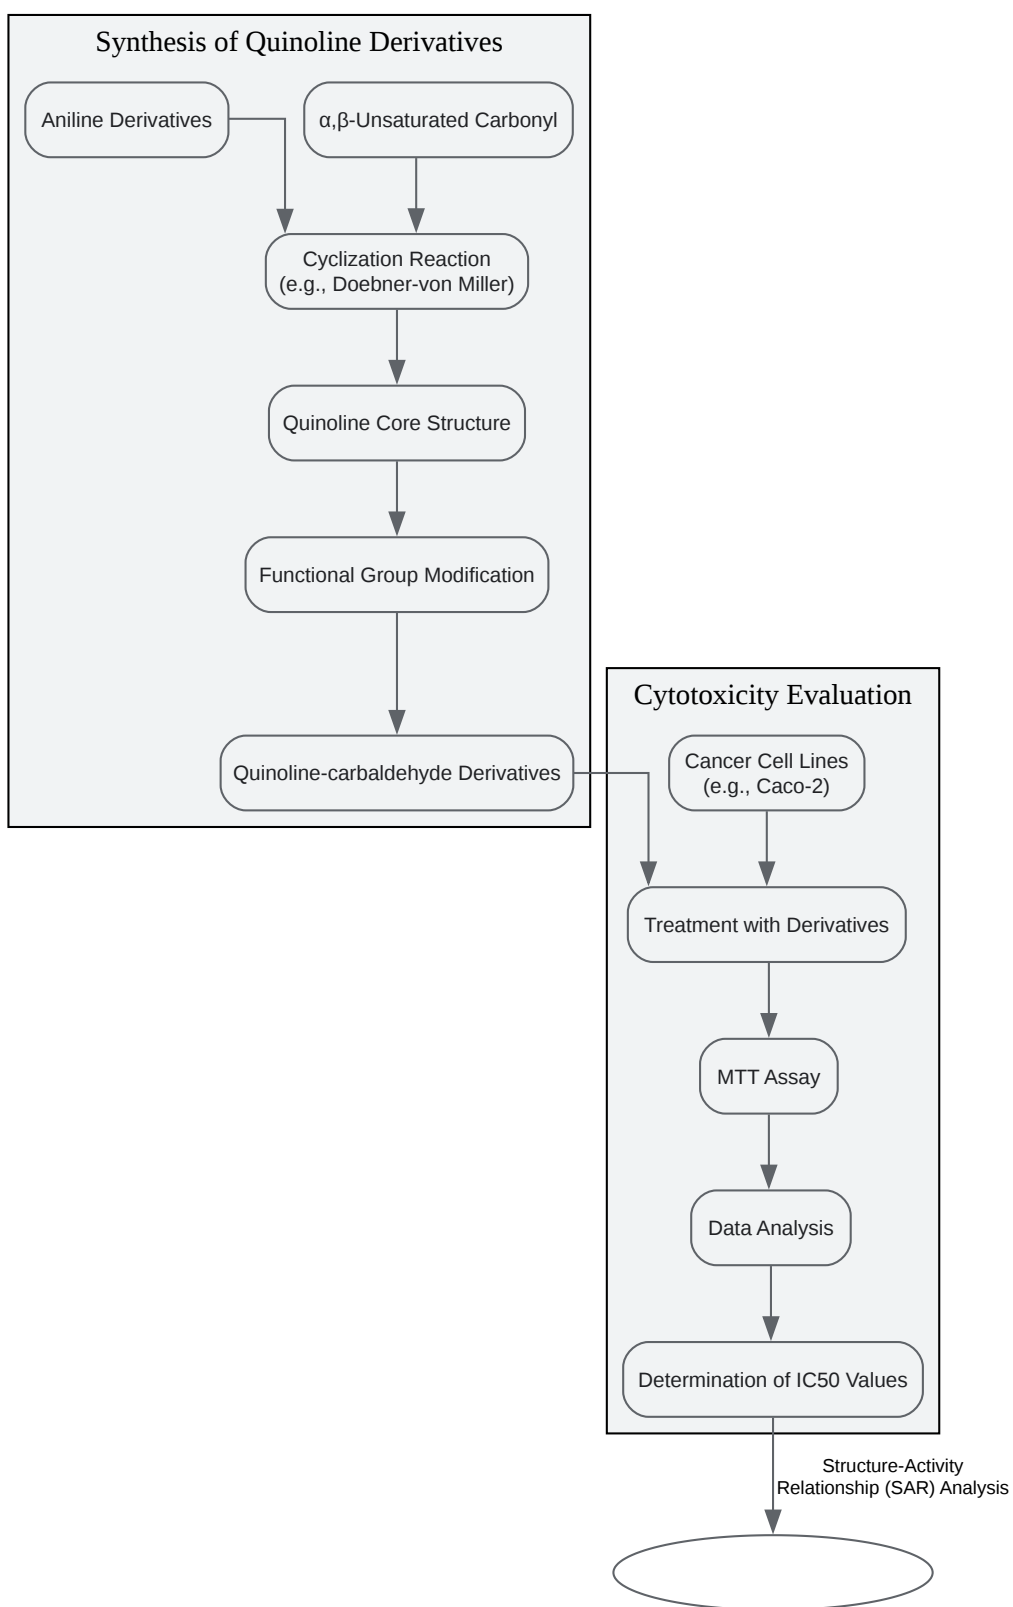 Synthesis of Quinoline Derivatives
Aniline Derivatives
α,β-Unsaturated Carbonyl
Cyclization Reaction
(e.g., Doebner-von Miller)
Quinoline Core Structure
Functional Group Modification
Quinoline-carbaldehyde Derivatives
Cytotoxicity Evaluation
Cancer Cell Lines
(e.g., Caco-2)
Treatment with Derivatives
MTT Assay
Data Analysis
Determination of IC50 Values
Structure-Activity
Relationship (SAR) Analysis